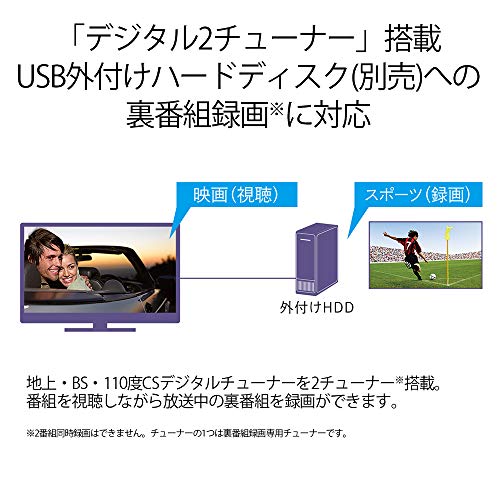 「デジタル2チューナー」搭載
USB外付けハードディスク(別売)への
裏番組録画※に対応
映画(視聴)
スポーツ(録画)
外付けHDD
地上・BS・110度CSデジタルチューナーを2チューナー※搭載。
番組を視聴しながら放送中の裏番組を録画ができます。
※2番組同時録画はできません。チューナーの1つは裏番組録画専用チューナーです。